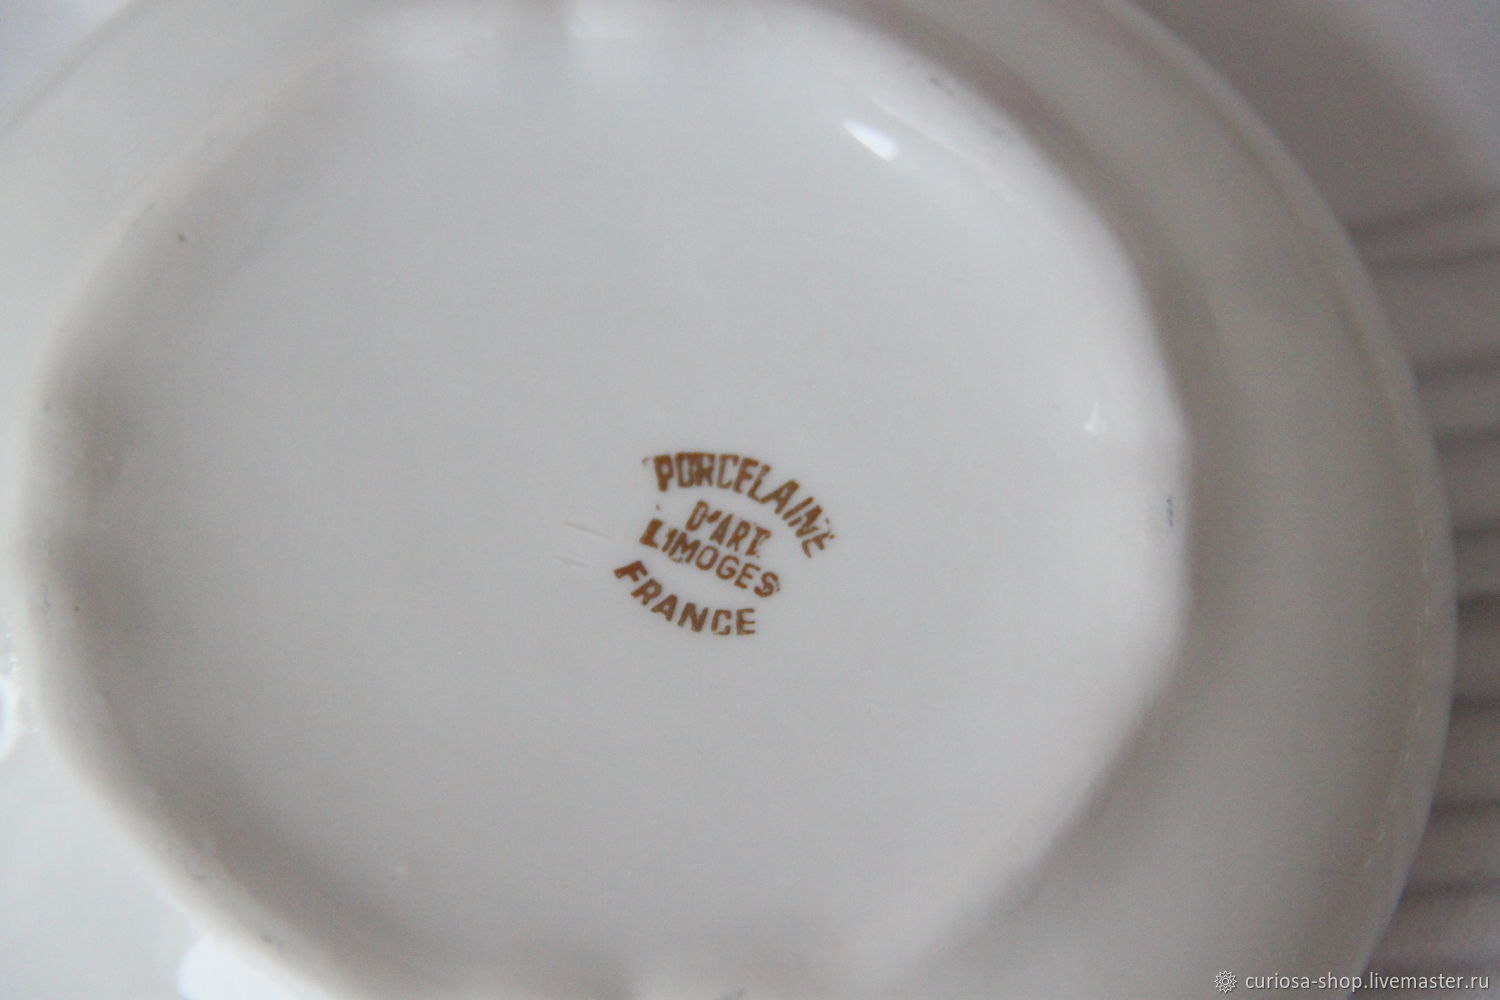 PORCELAINE
D'ART
LIMOGES
FRANCE
curiosa-shop.livemaster.ru